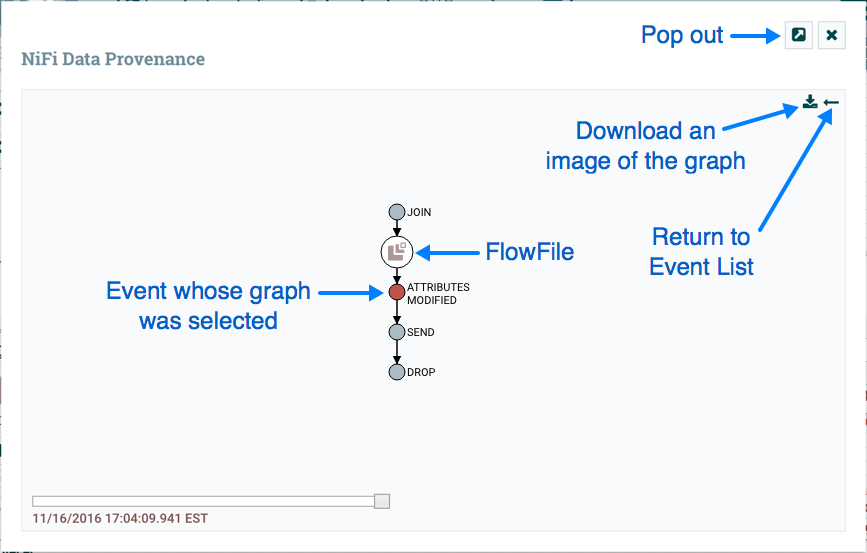 Pop out
NiFi Data Provenance
Download an
image of the graph
JOIN
Return to
Event List
FlowFile
Event whose graph
was selected
ATTRIBUTES
MODIFIED
SEND
DROP
11/16/2016 17:04:09.941 EST